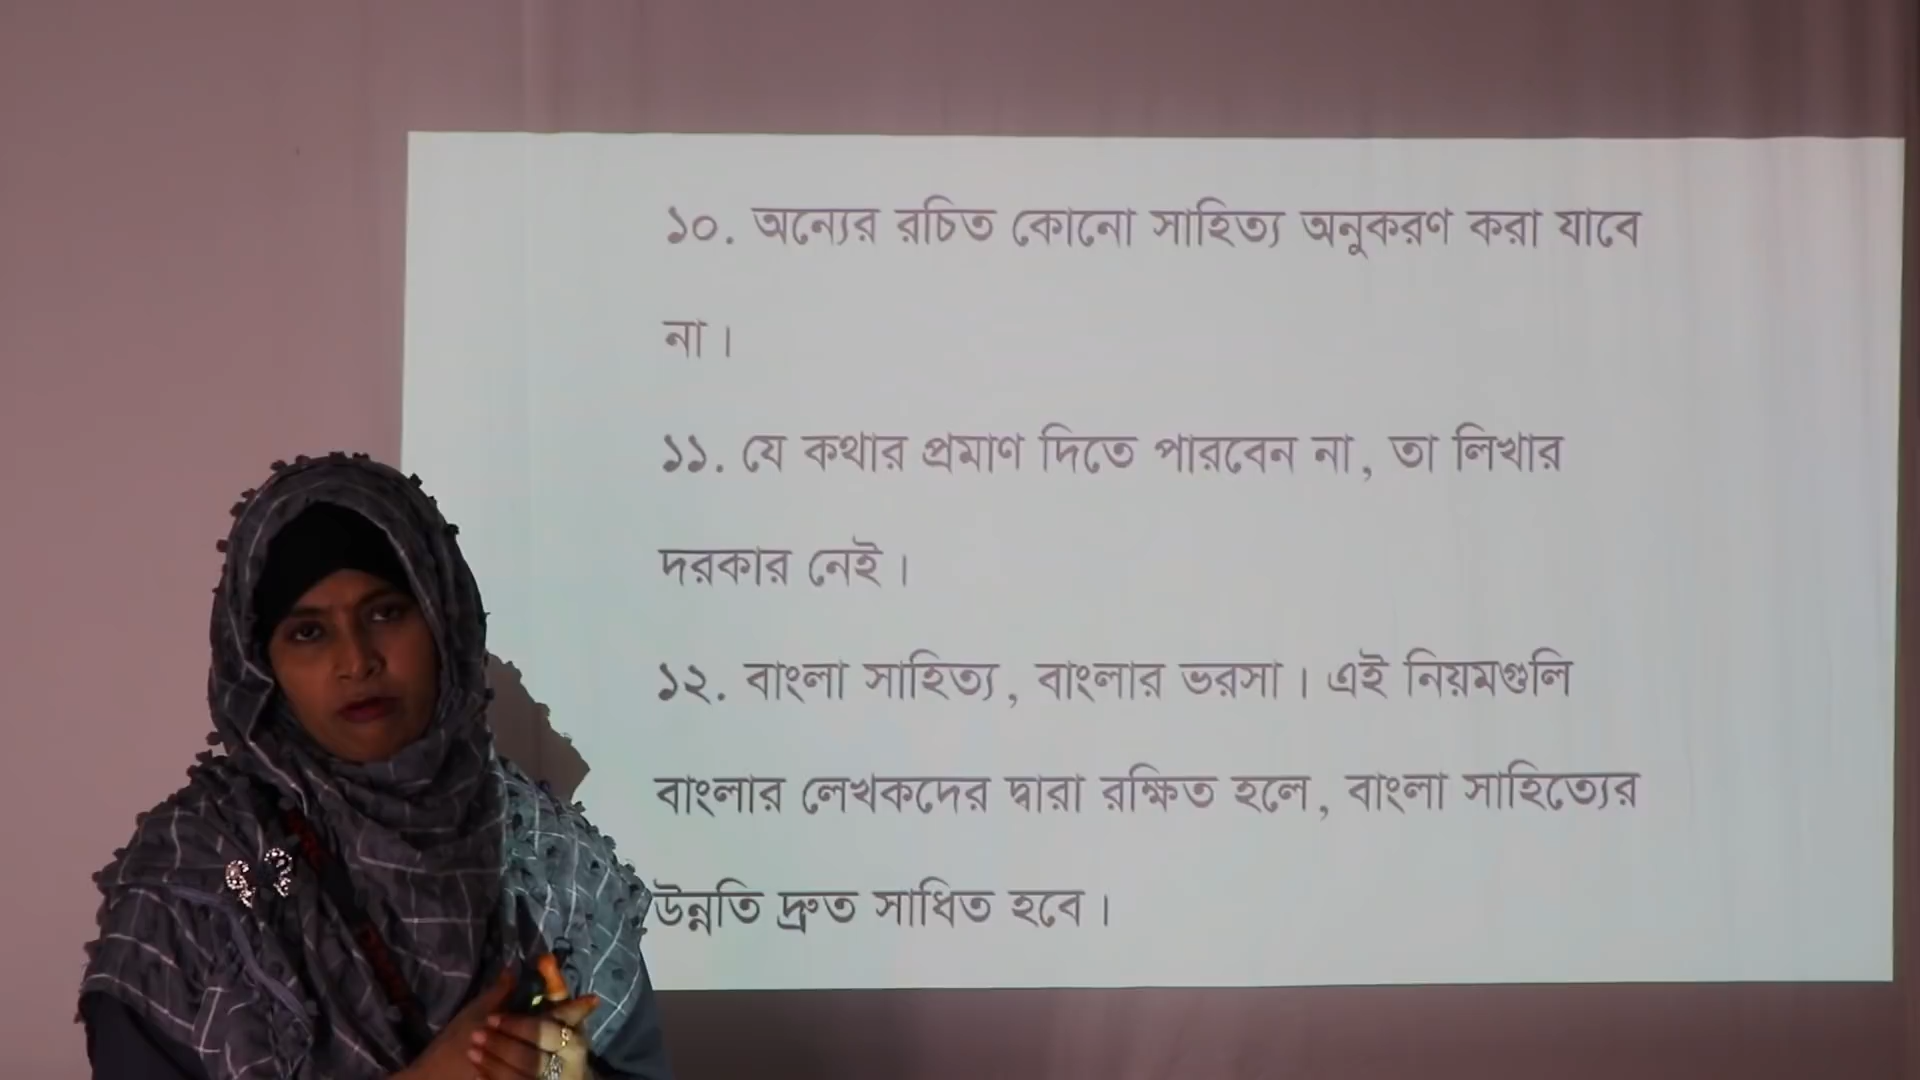 ১০. অন্যের রচিত কোনো সাহিত্য অনুকরণ করা যাবে
না।
১১. যে কথার প্রমাণ দিতে পারবেন না, তা লিখার
দরকার নেই।
১২. বাংলা সাহিত্য, বাংলার ভরসা। এই নিয়মগুলি
বাংলার লেখকদের দ্বারা রক্ষিত হলে, বাংলা সাহিত্যের
উন্নতি দ্রুত সাধিত হবে।